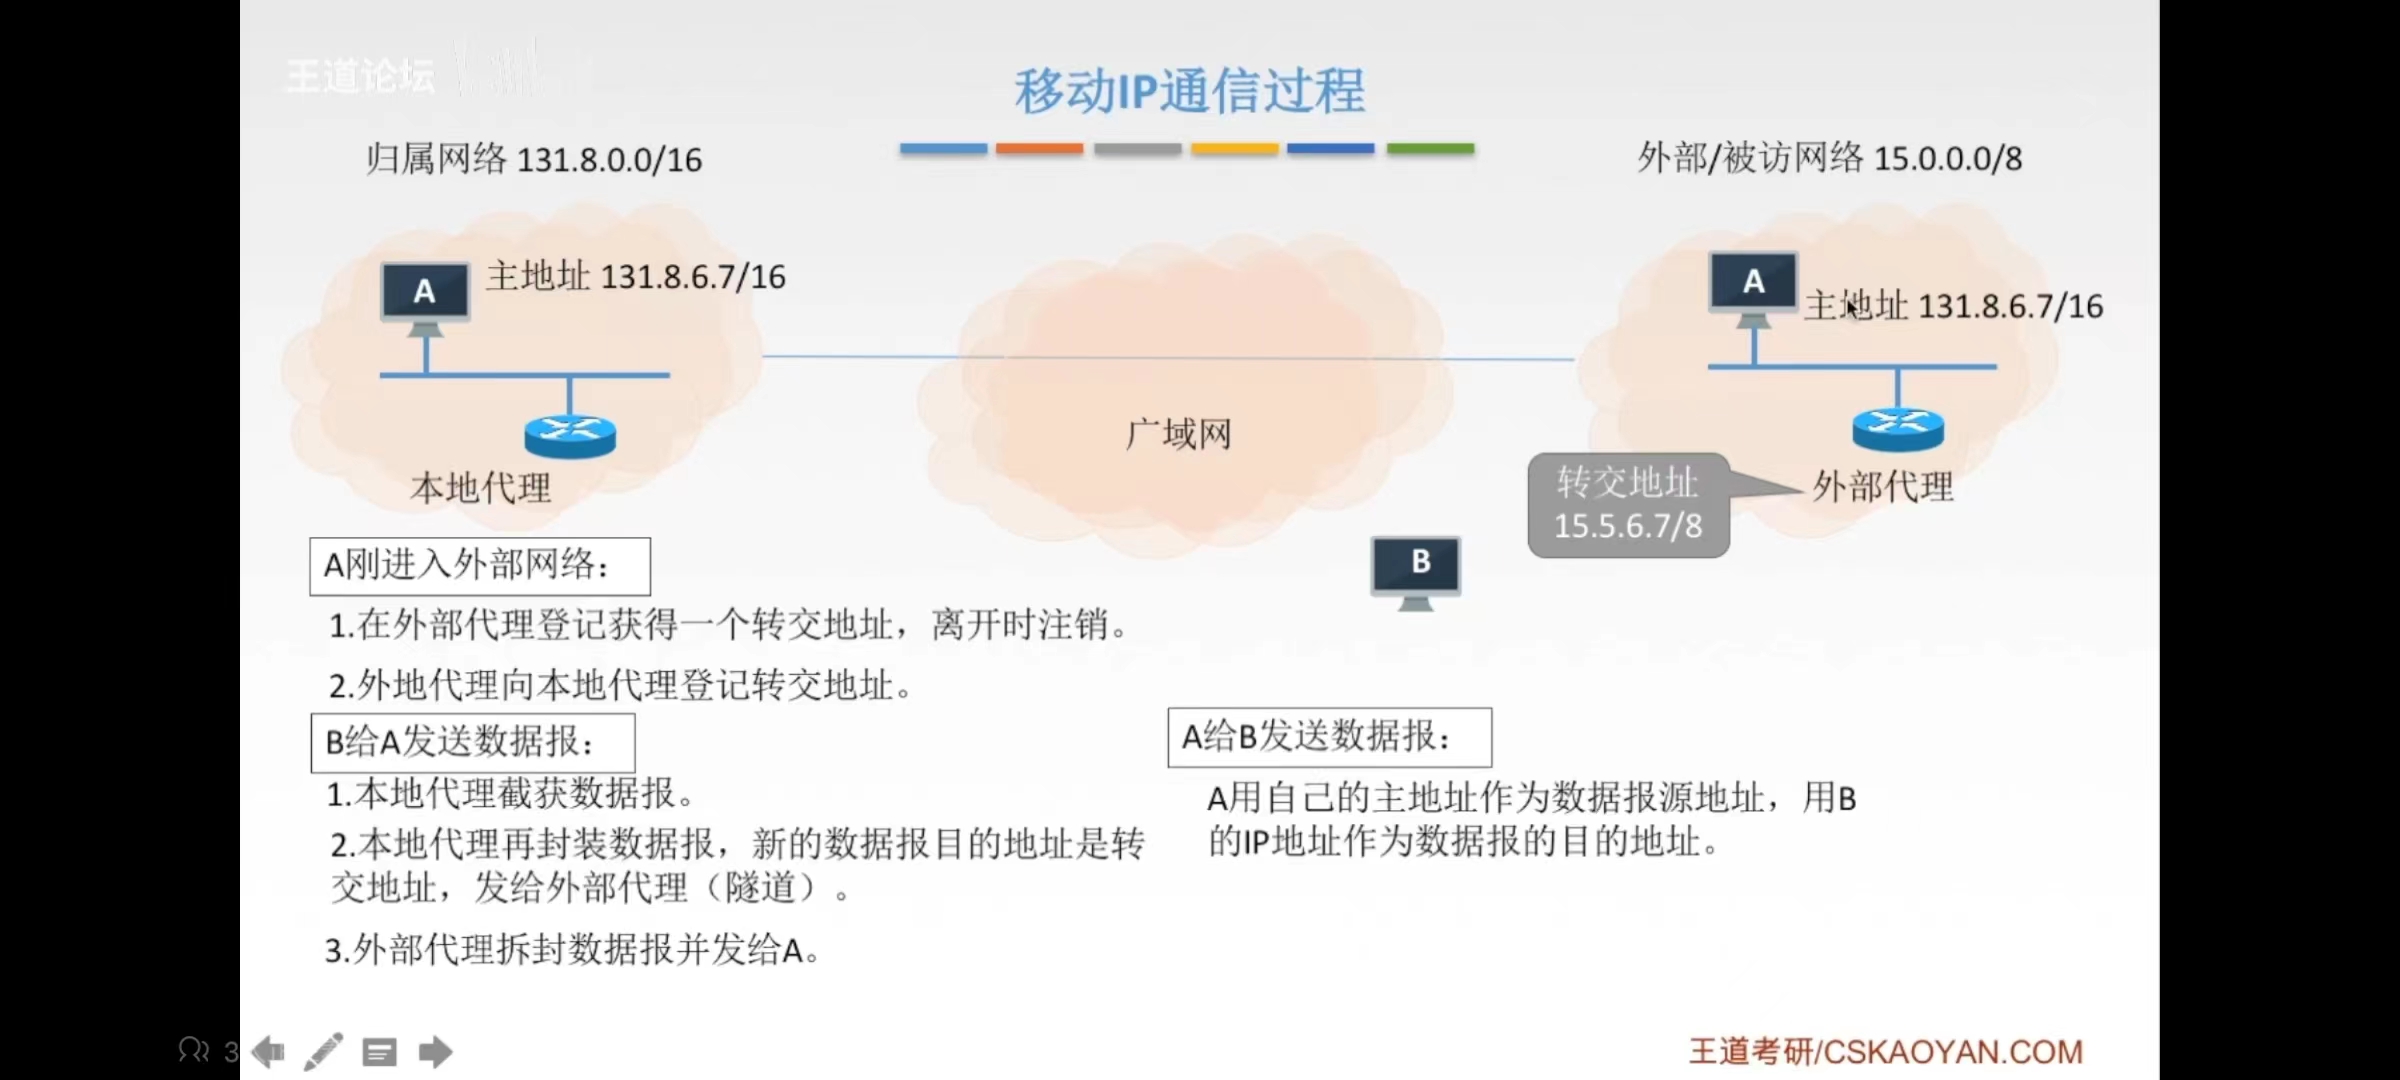 王道论坛
移动IP通信过程
归属网络 131.8.0.0/16
外部/被访网络 15.0.0.0/8
A
主地址 131.8.6.7/16
A
主地址 131.8.6.7/16
广域网
本地代理
转交地址
15.5.6.7/8
外部代理
B
A刚进入外部网络：
1.在外部代理登记获得一个转交地址，离开时注销。
2.外地代理向本地代理登记转交地址。
B给A发送数据报：
1.本地代理截获数据报。
2.本地代理再封装数据报，新的数据报目的地址是转
交地址，发给外部代理（隧道）。
3.外部代理拆封数据报并发给A。
A给B发送数据报：
A用自己的主地址作为数据报源地址，用B
的IP地址作为数据报的目的地址。
3
王道考研/CSKAOYAN.COM